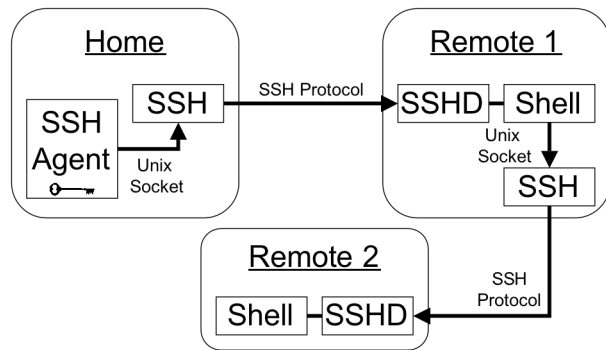 Home
SSH
Agent
Unix
Socket
SSH
SSH Protocol
Remote 1
SSHD
Shell
Unix
Socket
SSH
SSH
Protocol
Remote 2
Shell
SSHD